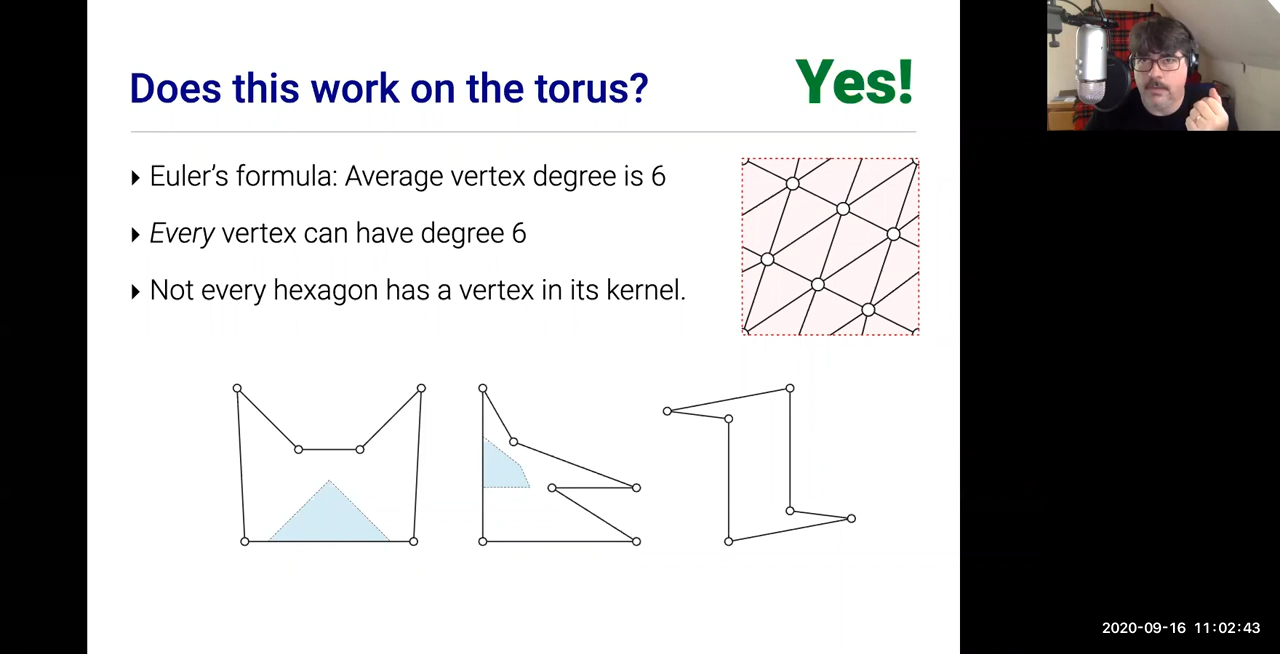 Does this work on the torus?
Yes!
‣ Euler’s formula: Average vertex degree is 6
‣ Every vertex can have degree 6
‣ Not every hexagon has a vertex in its kernel.
2020-09-16 11:02:43